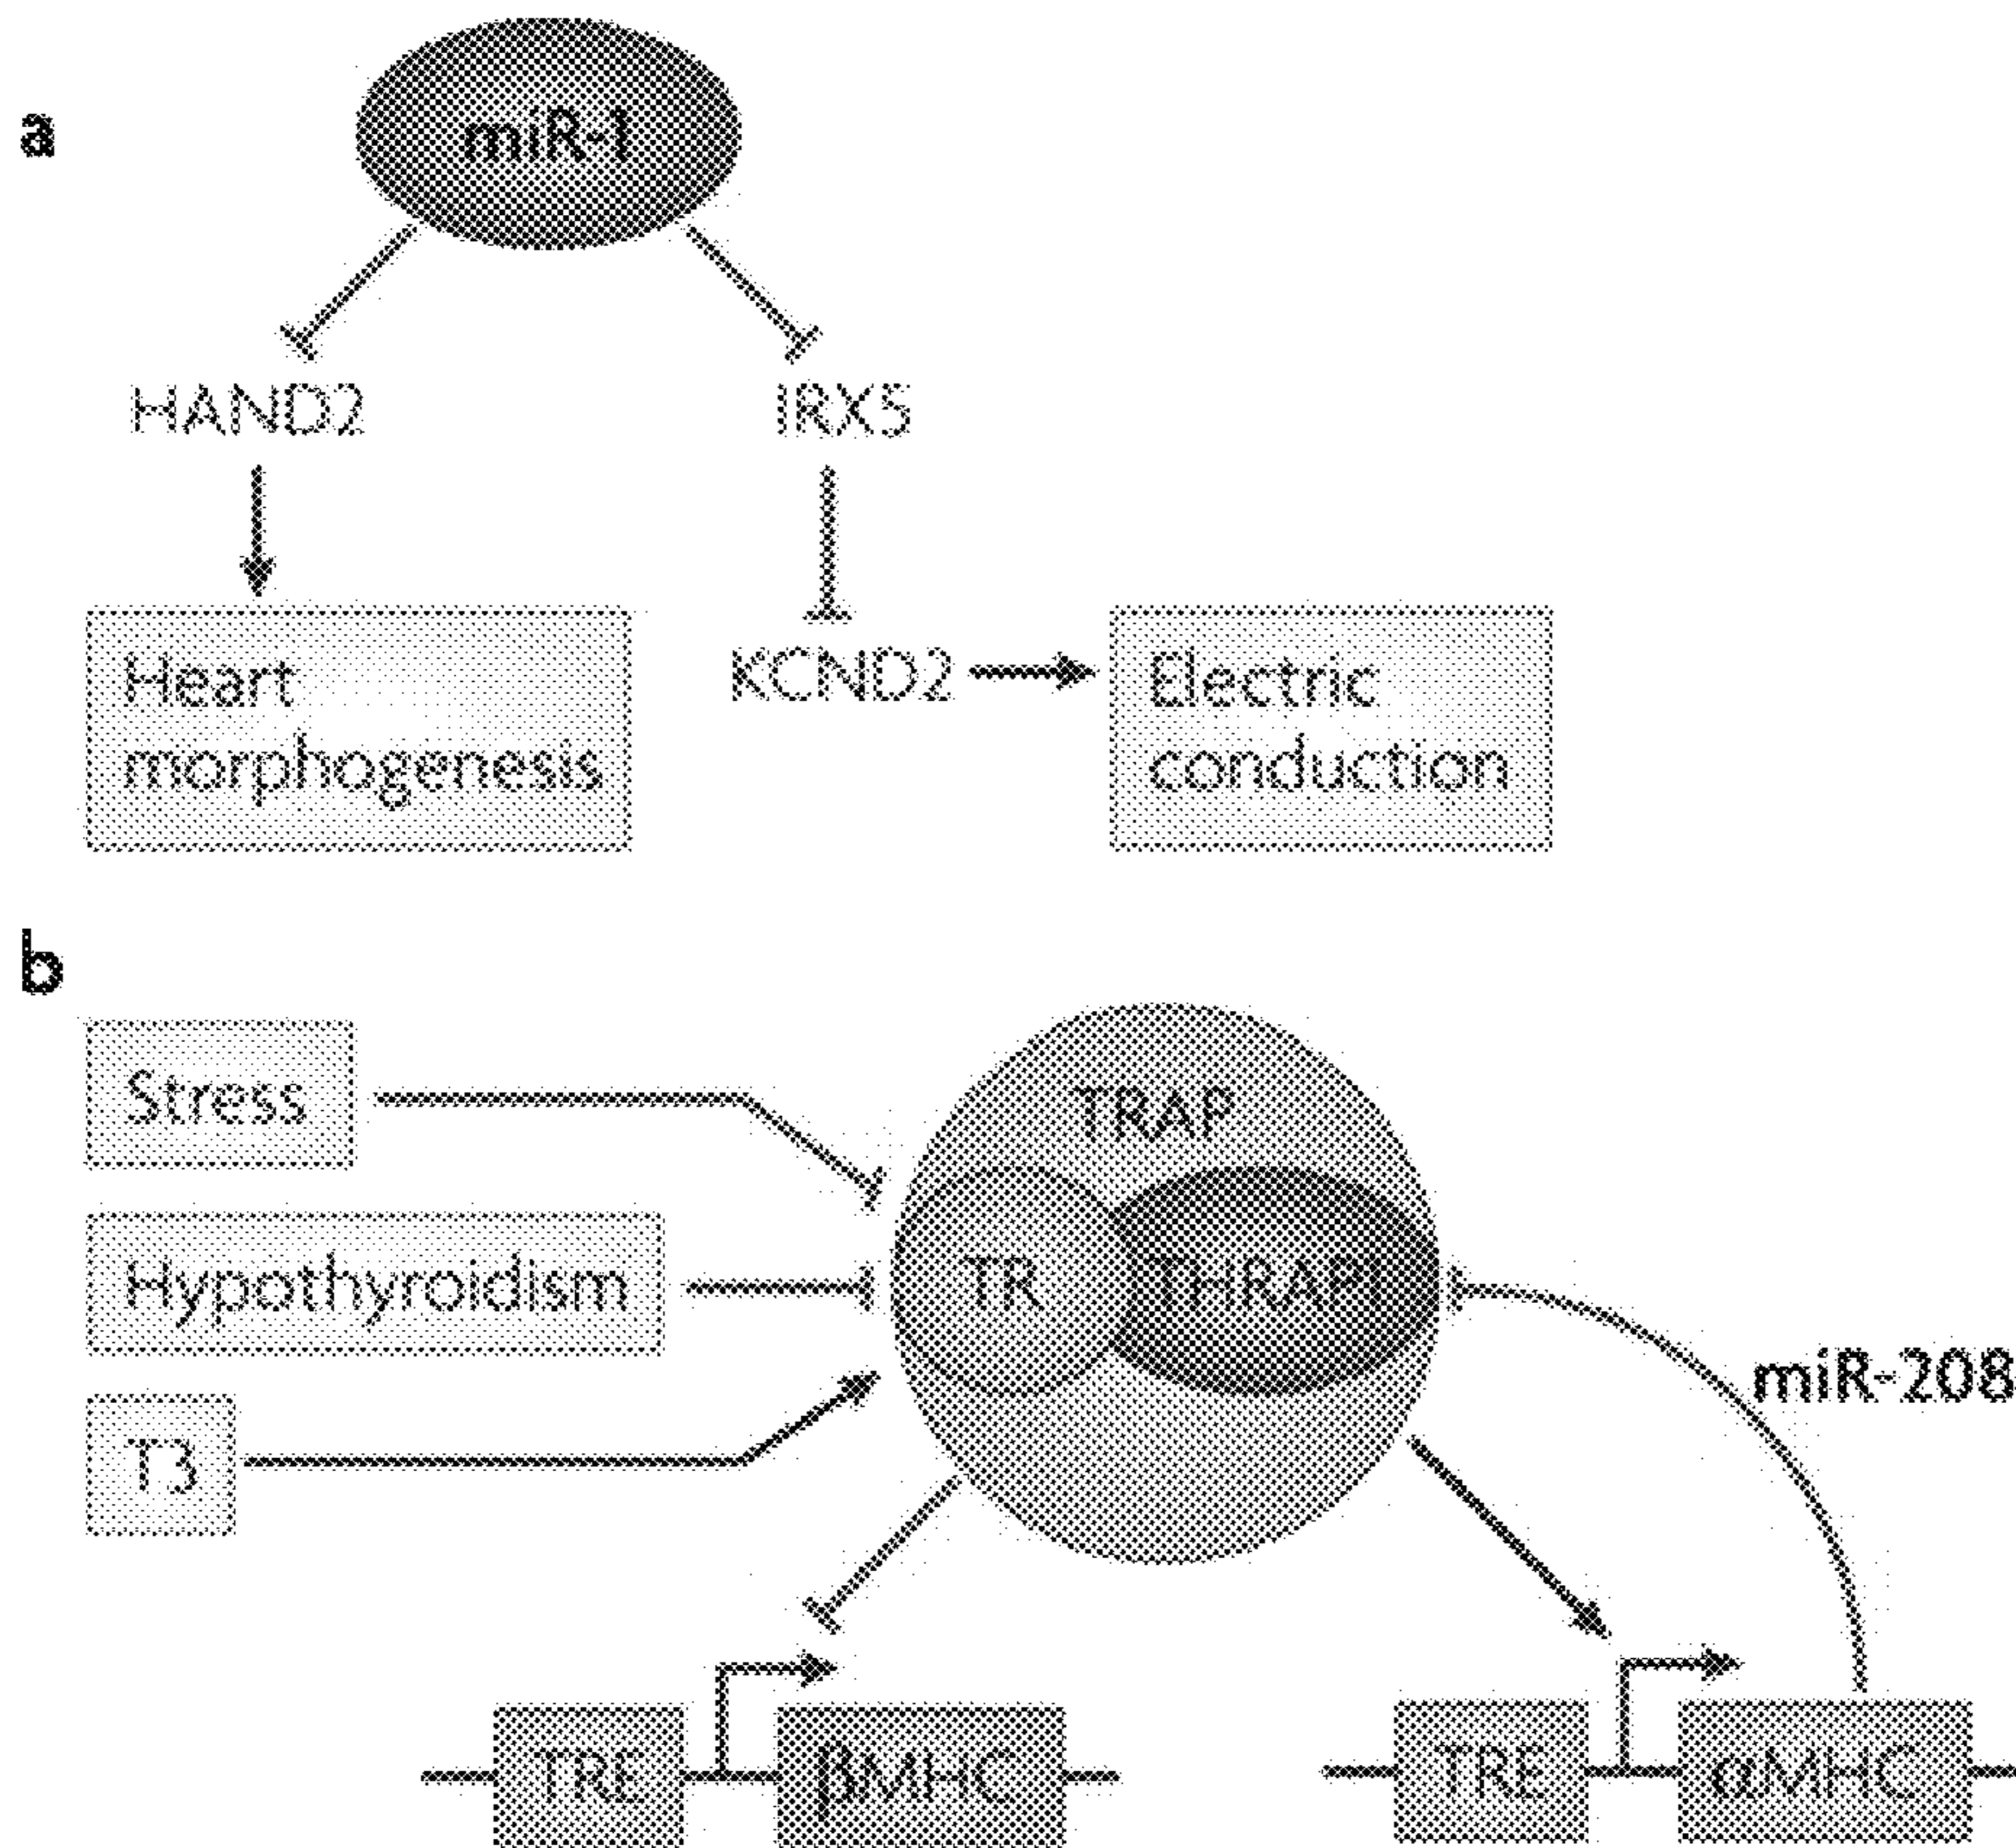 a
miR-1
HAND2
IRX5
Heart
morphogenesis
KCND2
Electric
conduction
b
Stress
TRAP
Hypothyroidism
TR
THRAP1
miR-208
T3
TRE
βMHC
TRE
αMHC